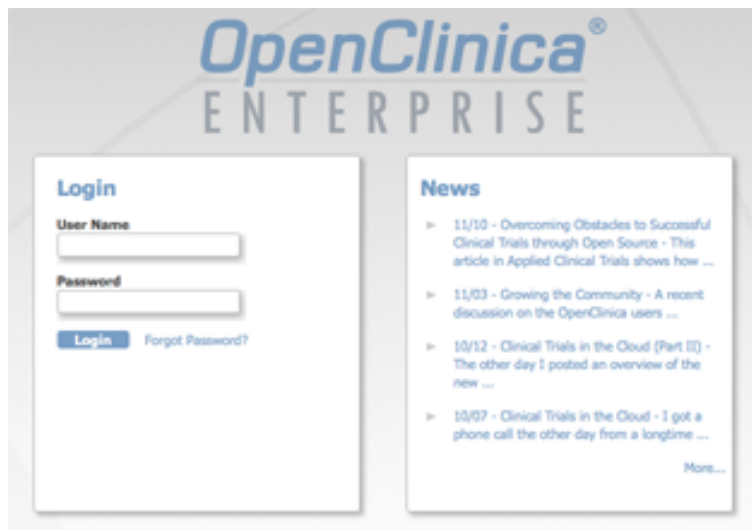 OpenClinica®
ENTERPRISE
Login
User Name
Password
Login Forgot Password?
News
11/10 - Overcoming Obstacles to Successful
Clinical Trials through Open Source - This
article in Applied Clinical Trials shows how ...
11/03 - Growing the Community - A recent
discussion on the OpenClinica users ...
10/12 - Clinical Trials in the Cloud (Part II) -
The other day I posted an overview of the
new ...
10/07 - Clinical Trials in the Cloud - I got a
phone call the other day from a longtime ...
More...